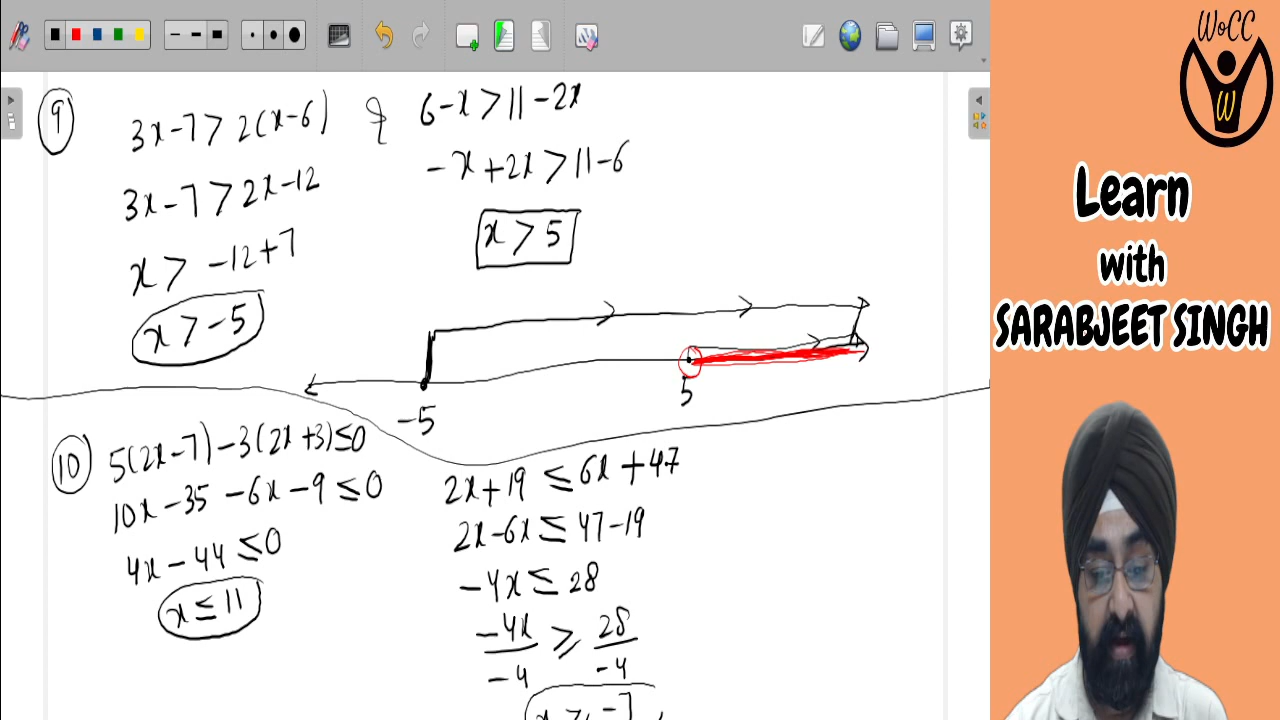 9
3x-7 > 2(x-6) & 6-x > 11-2x
3x-7 > 2x-12
-x+2x > 11-6
x > -12+7
x > 5
x > -5
-5
5
10
5(2x-7)-3(2x+3)≤0
10x-35-6x-9≤0
4x-44≤0
x≤11
2x+19≤6x+47
2x-6x≤47-19
-4x≤28
-4x/-4 ≥ 28/-4
x≥-7
WoCC
W
Learn
with
SARABJEET SINGH